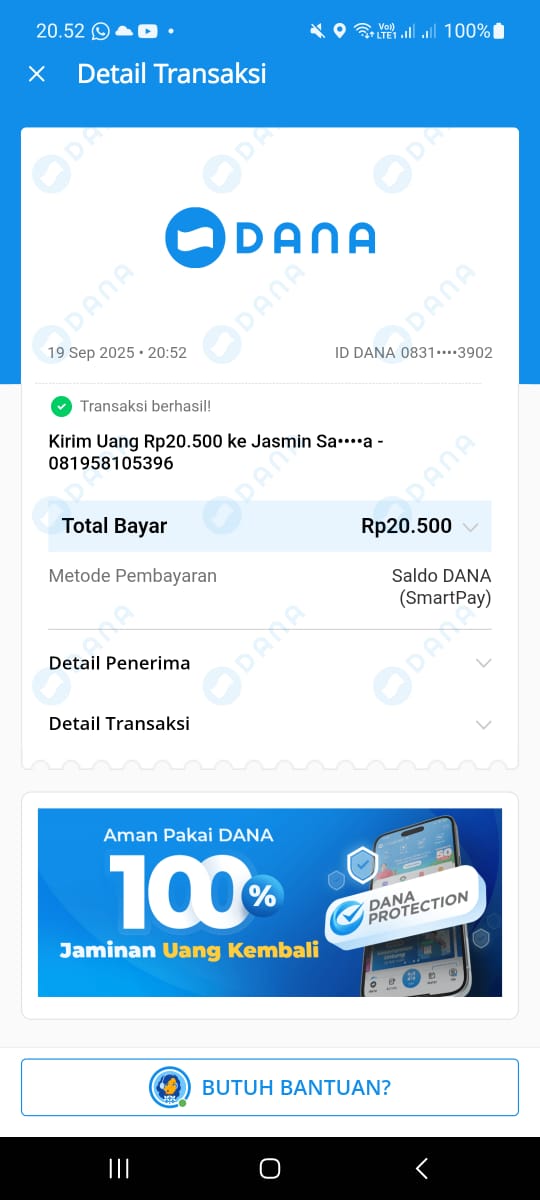 20.52
Vo))
LTE1
100%
Detail Transaksi
DANA
19 Sep 2025 • 20:52
ID DANA 0831••••3902
Transaksi berhasil!
Kirim Uang Rp20.500 ke Jasmin Sa••••a -
081958105396
Total Bayar
Rp20.500
Metode Pembayaran
Saldo DANA
(SmartPay)
Detail Penerima
Detail Transaksi
Aman Pakai DANA
100%
Jaminan Uang Kembali
DANA
PROTECTION
BUTUH BANTUAN?